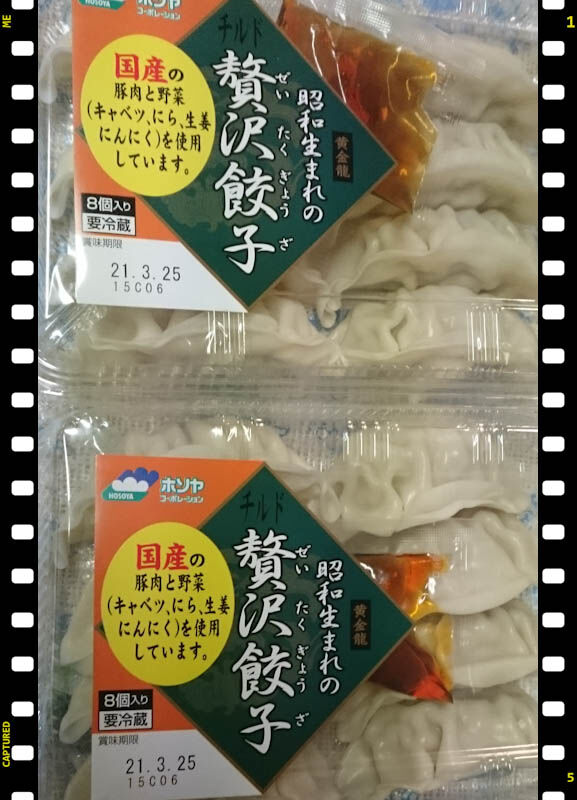 HOSOYA
ホソヤ
コーポレーション
チルド
国産の
豚肉と野菜
(キャベツ、にら、生姜
にんにく)を使用
しています。
昭和生まれの
黄金龍
贅沢餃子
ぜいたくぎょうざ
8個入り
要冷蔵
賞味期限
21.3.25
15C06
HOSOYA
ホソヤ
コーポレーション
チルド
国産の
豚肉と野菜
(キャベツ、にら、生姜
にんにく)を使用
しています。
昭和生まれの
黄金龍
贅沢餃子
ぜいたくぎょうざ
8個入り
要冷蔵
賞味期限
21.3.25
15C06
ME
1
CAPTURED
5